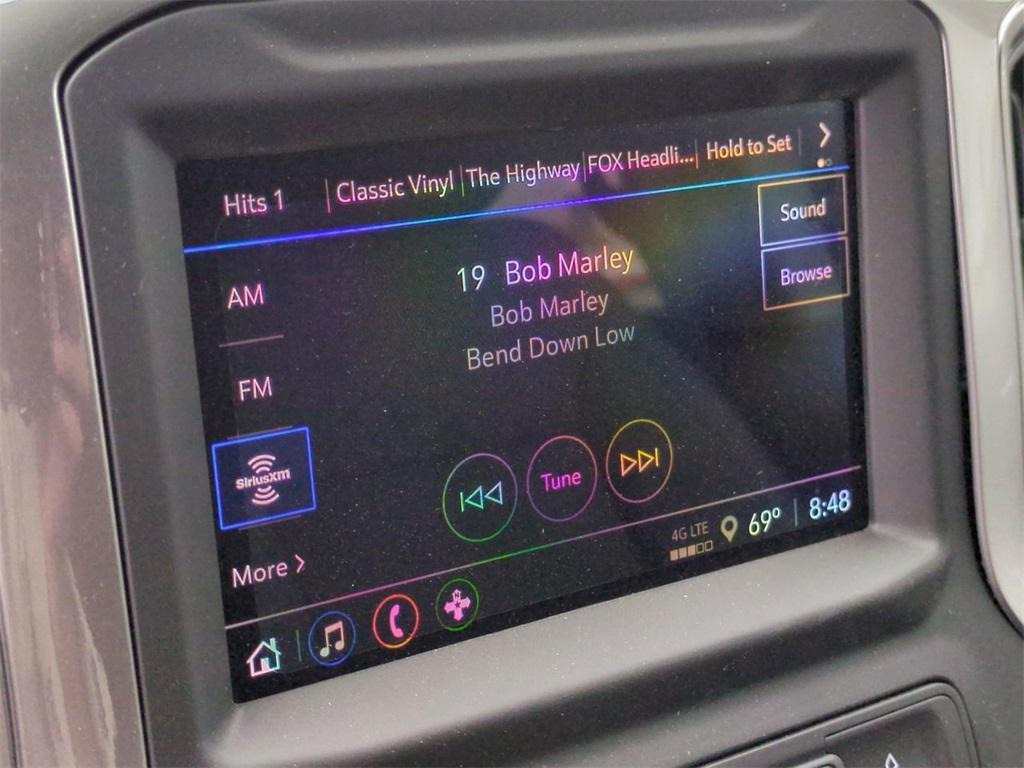 Hits 1 Classic Vinyl The Highway FOX Headli... Hold to Set
Sound
Browse
AM
19 Bob Marley
Bob Marley
Bend Down Low
FM
SiriusXM
Tune
More >
4G LTE
69° 8:48
N